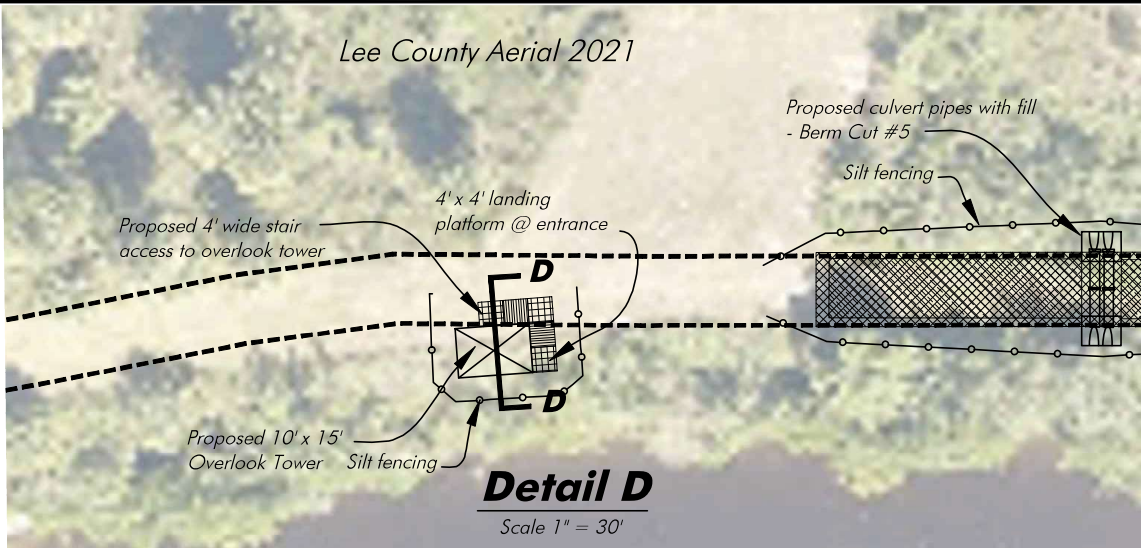 Lee County Aerial 2021
Proposed culvert pipes with fill
- Berm Cut #5
Silt fencing
4' x 4' landing
platform @ entrance
Proposed 4' wide stair
access to overlook tower
D
D
Proposed 10' x 15'
Overlook Tower
Silt fencing
Detail D
Scale 1" = 30'